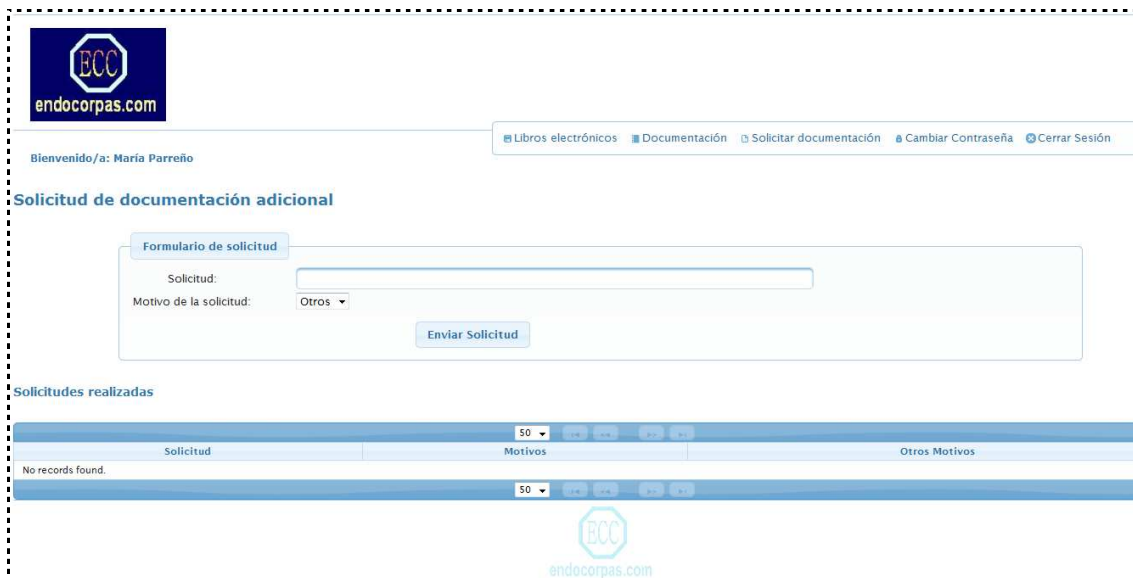 ECC
endocorpas.com
Libros electrónicos Documentación Solicitar documentación Cambiar Contraseña Cerrar Sesión
Bienvenido/a: María Parreño
Solicitud de documentación adicional
Formulario de solicitud
Solicitud:
Motivo de la solicitud: Otros
Enviar Solicitud
Solicitudes realizadas
50
Solicitud Motivos Otros Motivos
No records found.
50
ECC
endocorpas.com